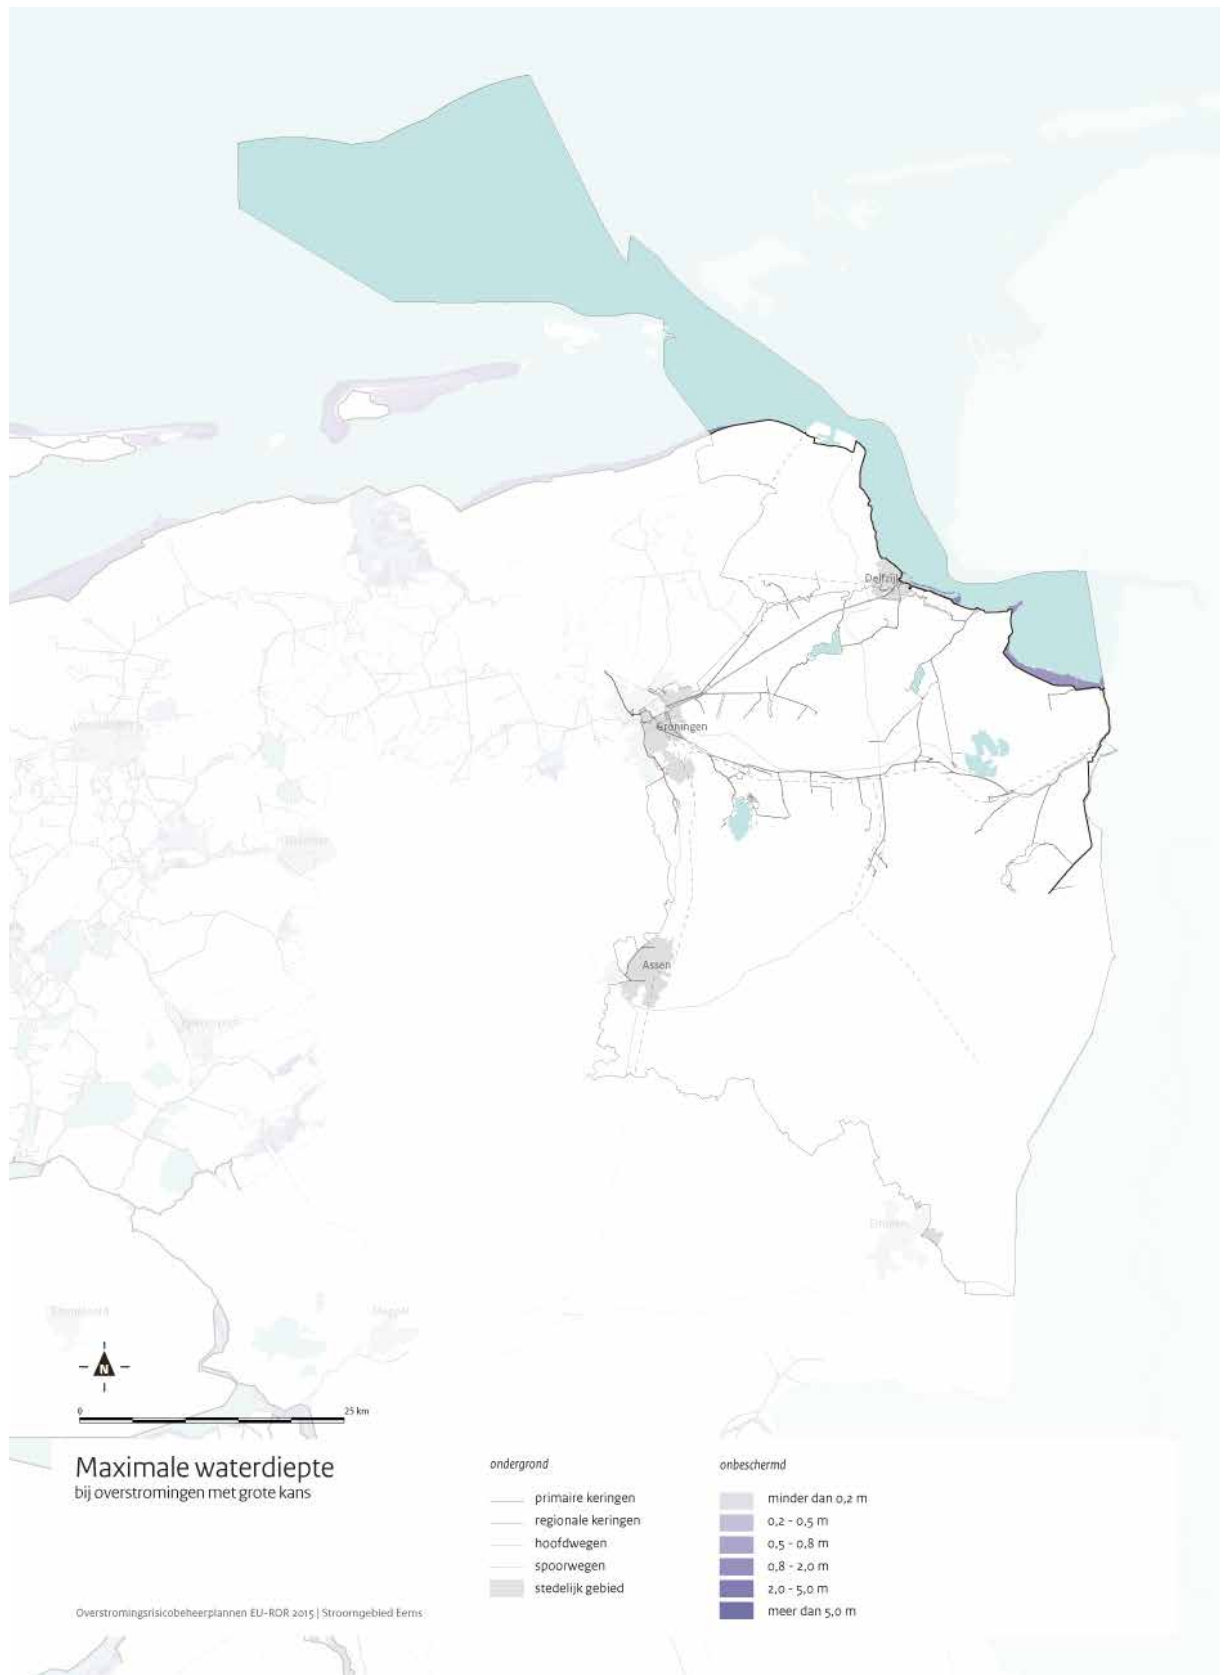 Delfzijl
Groningen
Assen
Emmen
Meppel
N
0
25 km
Maximale waterdiepte
bij overstromingen met grote kans
ondergrond
primaire keringen
regionale keringen
hoofdwegen
spoorwegen
stedelijk gebied
onbeschermd
minder dan 0,2 m
0,2 - 0,5 m
0,5 - 0,8 m
0,8 - 2,0 m
2,0 - 5,0 m
meer dan 5,0 m
Overstromingsrisicobeheerplannen EU-ROR 2015 | Stroomgebied Eems